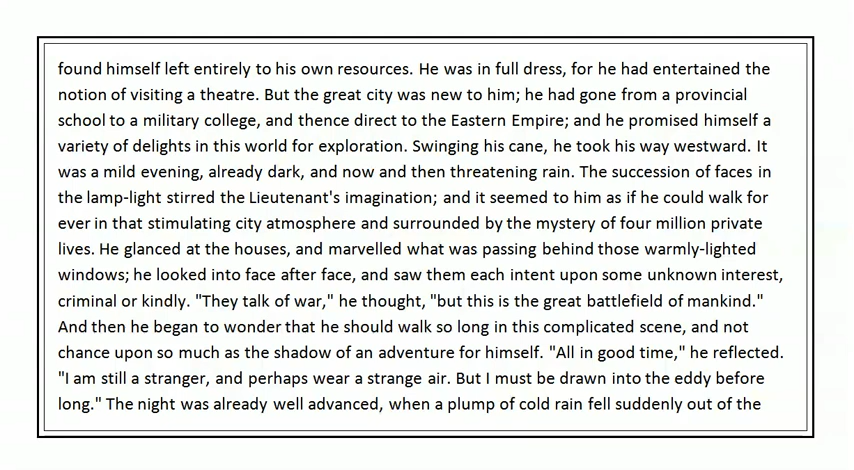 found himself left entirely to his own resources. He was in full dress, for he had entertained the
notion of visiting a theatre. But the great city was new to him; he had gone from a provincial
school to a military college, and thence direct to the Eastern Empire; and he promised himself a
variety of delights in this world for exploration. Swinging his cane, he took his way westward. It
was a mild evening, already dark, and now and then threatening rain. The succession of faces in
the lamp-light stirred the Lieutenant's imagination; and it seemed to him as if he could walk for
ever in that stimulating city atmosphere and surrounded by the mystery of four million private
lives. He glanced at the houses, and marvelled what was passing behind those warmly-lighted
windows; he looked into face after face, and saw them each intent upon some unknown interest,
criminal or kindly. "They talk of war," he thought, "but this is the great battlefield of mankind."
And then he began to wonder that he should walk so long in this complicated scene, and not
chance upon so much as the shadow of an adventure for himself. "All in good time," he reflected.
"I am still a stranger, and perhaps wear a strange air. But I must be drawn into the eddy before
long." The night was already well advanced, when a plump of cold rain fell suddenly out of the